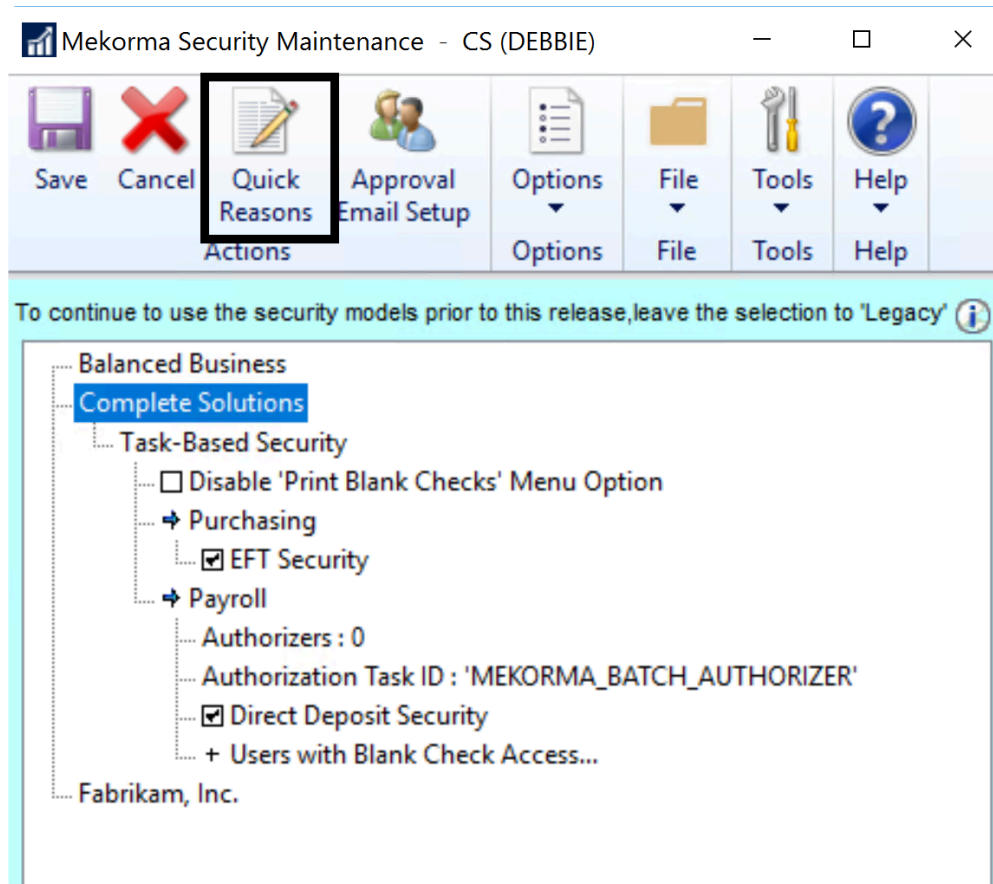 Mekorma Security Maintenance - CS (DEBBIE)
Save Cancel Quick Reasons Approval Email Setup Options File Tools Help
Actions Options File Tools Help
To continue to use the security models prior to this release,leave the selection to 'Legacy'
Balanced Business
Complete Solutions
Task-Based Security
Disable 'Print Blank Checks' Menu Option
Purchasing
EFT Security
Payroll
Authorizers : 0
Authorization Task ID : 'MEKORMA_BATCH_AUTHORIZER'
Direct Deposit Security
+ Users with Blank Check Access...
Fabrikam, Inc.